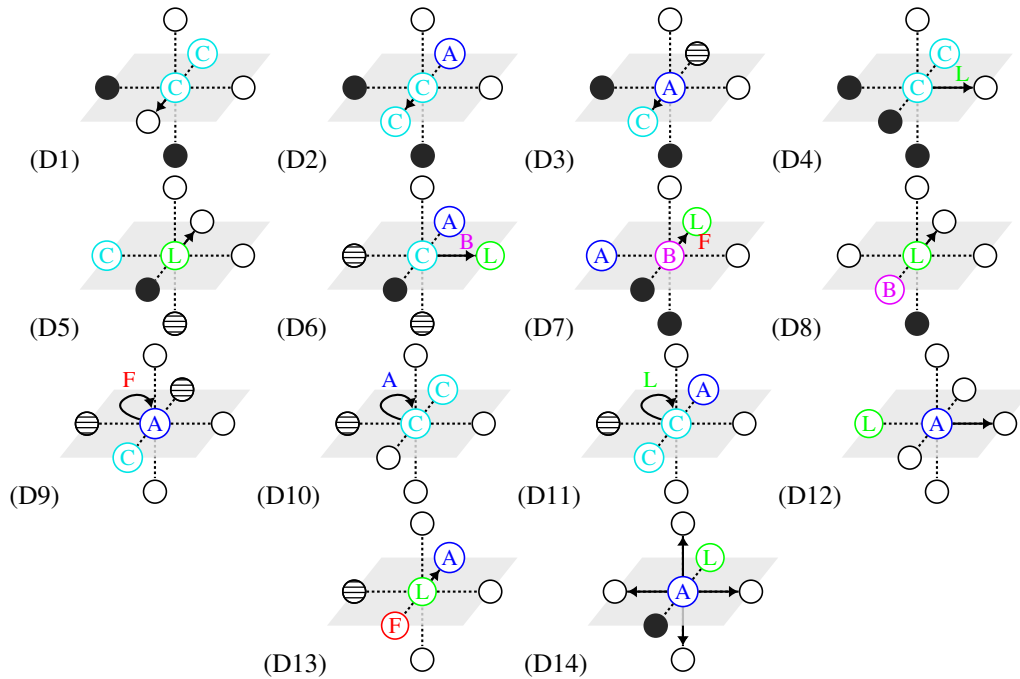 C
C
(D1)
A
C
C
(D2)
A
C
(D3)
C
L
C
(D4)
C
L
(D5)
A
B
C
L
(D6)
L
F
A
B
(D7)
L
B
(D8)
F
A
C
(D9)
A
C
C
(D10)
L
A
C
C
(D11)
L
A
(D12)
A
L
F
(D13)
L
A
(D14)